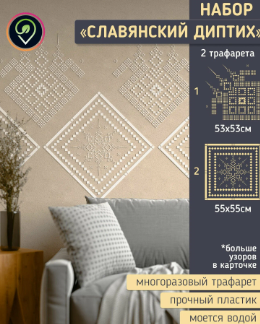 НАБОР
«СЛАВЯНСКИЙ ДИПТИХ»
2 трафарета
1
53х53см
2
55х55см
*больше
узоров
в карточке
многоразовый трафарет
прочный пластик
моется водой